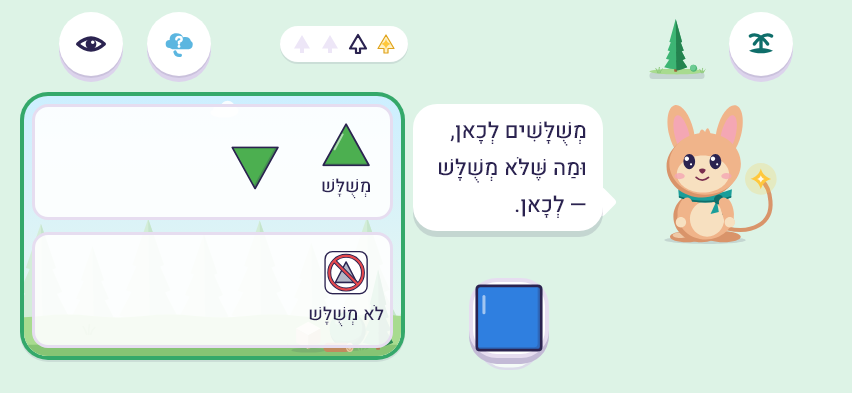 ?
מְשֻׁלָּשִׁים לְכָאן,
וּמַה שֶּׁלֹּא מְשֻׁלָּשׁ
— לְכָאן.
מְשֻׁלָּשׁ
לֹא מְשֻׁלָּשׁ